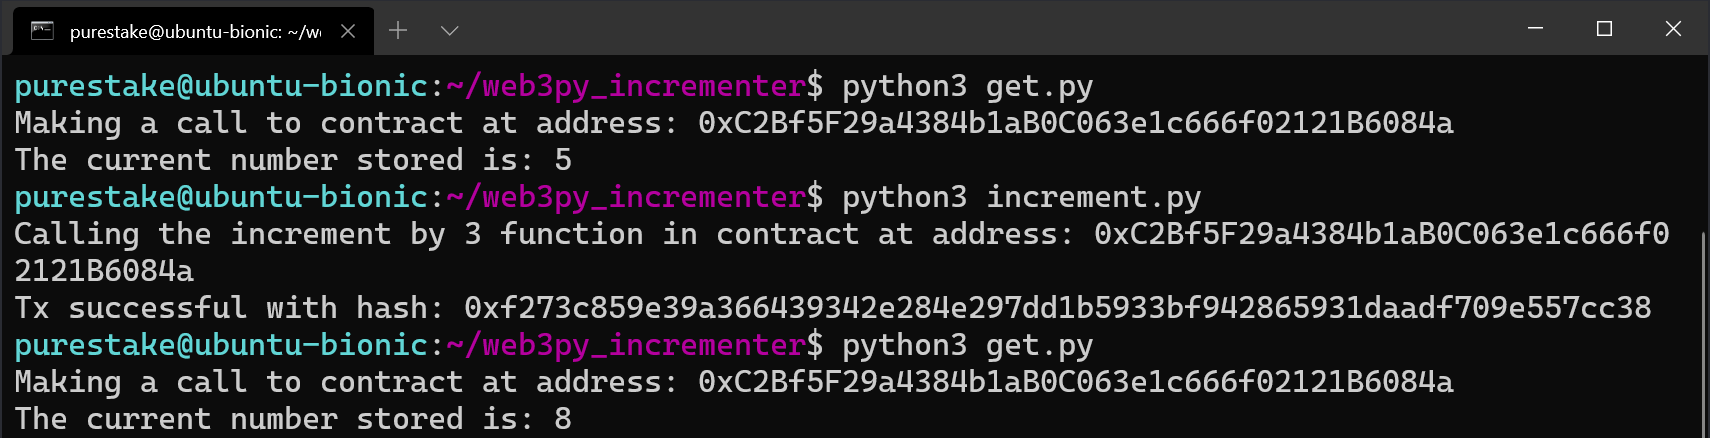 purestake@ubuntu-bionic: ~/w
purestake@ubuntu-bionic:~/web3py_incrementer$ python3 get.py
Making a call to contract at address: 0xC2Bf5F29a4384b1aB0C063e1c666f02121B6084a
The current number stored is: 5
purestake@ubuntu-bionic:~/web3py_incrementer$ python3 increment.py
Calling the increment by 3 function in contract at address: 0xC2Bf5F29a4384b1aB0C063e1c666f0
2121B6084a
Tx successful with hash: 0xf273c859e39a366439342e284e297dd1b5933bf942865931daadf709e557cc38
purestake@ubuntu-bionic:~/web3py_incrementer$ python3 get.py
Making a call to contract at address: 0xC2Bf5F29a4384b1aB0C063e1c666f02121B6084a
The current number stored is: 8